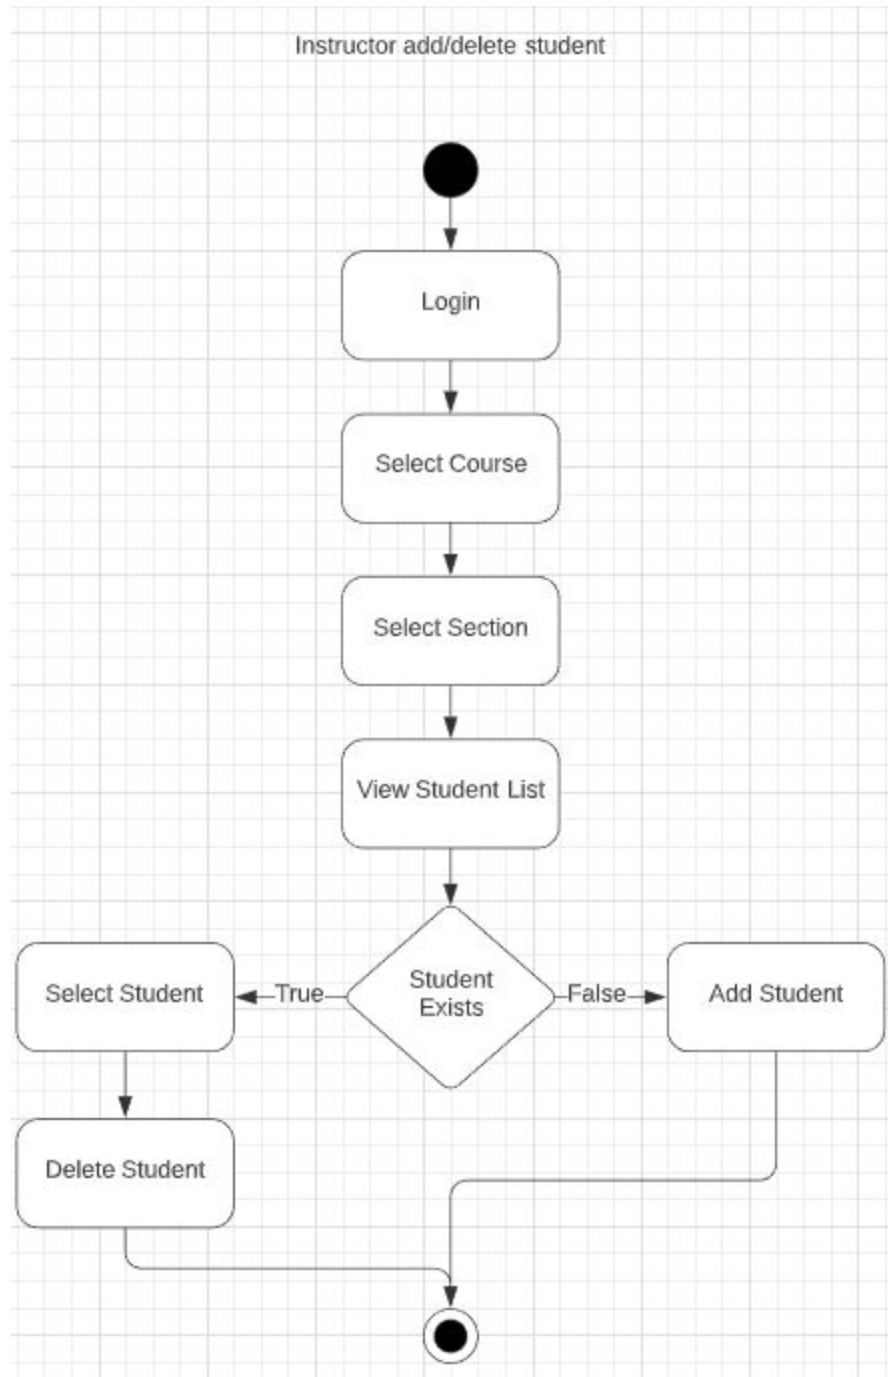 Instructor add/delete student
Login
Select Course
Select Section
View Student List
Student
Exists
True
False
Select Student
Add Student
Delete Student